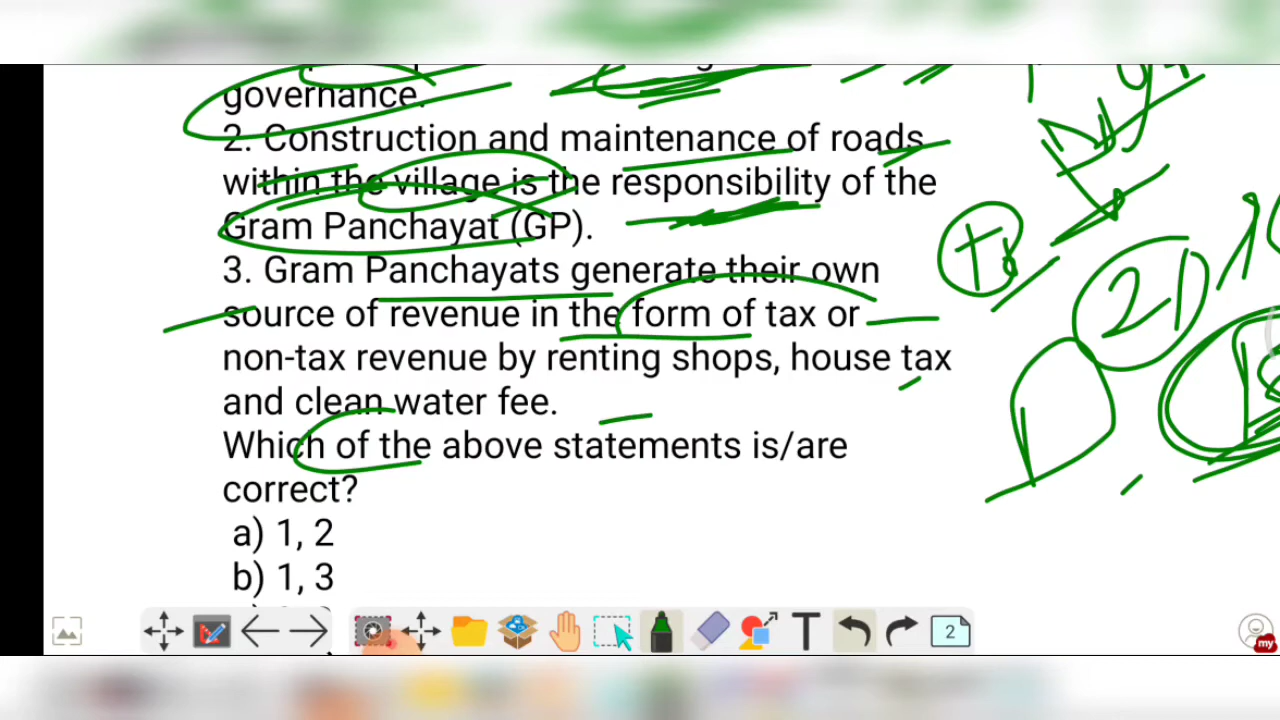 governance.
2. Construction and maintenance of roads
within the village is the responsibility of the
Gram Panchayat (GP).
3. Gram Panchayats generate their own
source of revenue in the form of tax or
non-tax revenue by renting shops, house tax
and clean water fee.
Which of the above statements is/are
correct?
a) 1, 2
b) 1, 3
T
2
my